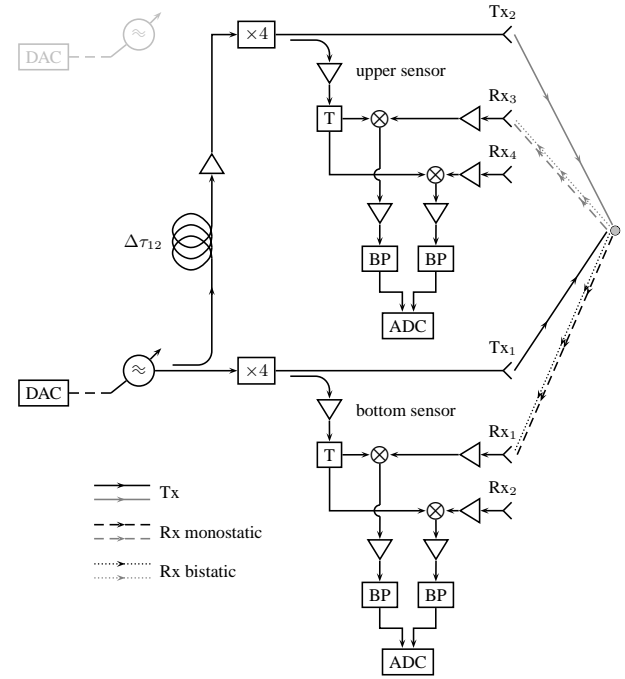 Tx₂
DAC
≈
×4
upper sensor
Rx₃
T
Rx₄
Δτ₁₂
BP
BP
ADC
Tx₁
DAC
≈
×4
bottom sensor
Rx₁
T
Rx₂
Tx
Rx monostatic
Rx bistatic
BP
BP
ADC